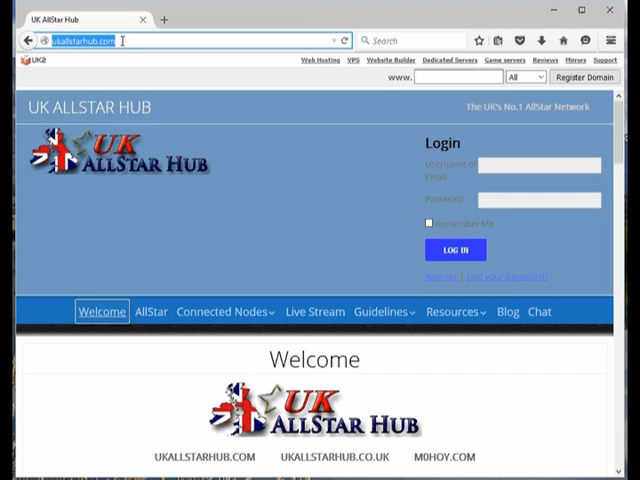 UK AllStar Hub
ukallstarhub.com
Search
UK2
Web Hosting VPS Website Builder Dedicated Servers Game servers Reviews Mirrors Support
www. All Register Domain
UK ALLSTAR HUB
The UK's No.1 AllStar Network
UK
ALLSTAR HUB
Login
Username or
Email
Password
Remember Me
LOG IN
Register | Lost your password?
Welcome AllStar Connected Nodes Live Stream Guidelines Resources Blog Chat
Welcome
UK
ALLSTAR HUB
UKALLSTARHUB.COM UKALLSTARHUB.CO.UK M0HOY.COM